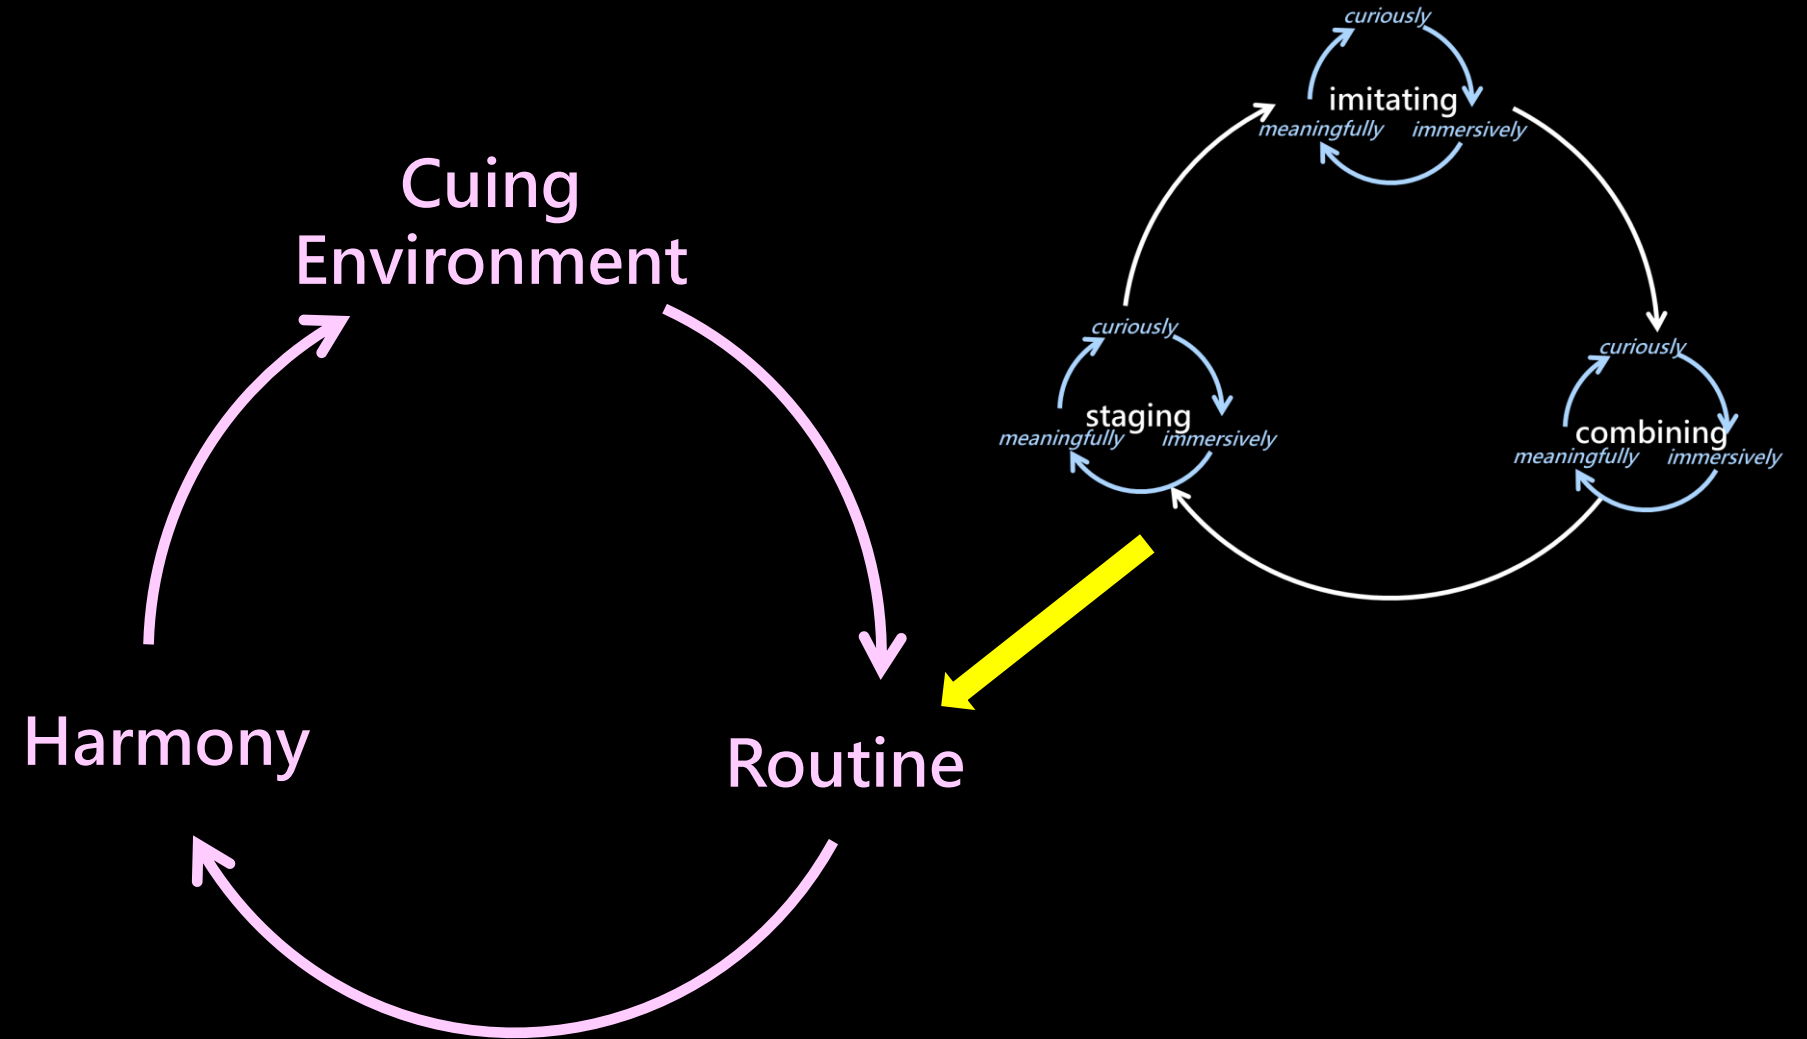 Cuing
Environment
Harmony
Routine
curiously
imitating
meaningfully
immersively
curiously
staging
meaningfully
immersively
curiously
combining
meaningfully
immersively